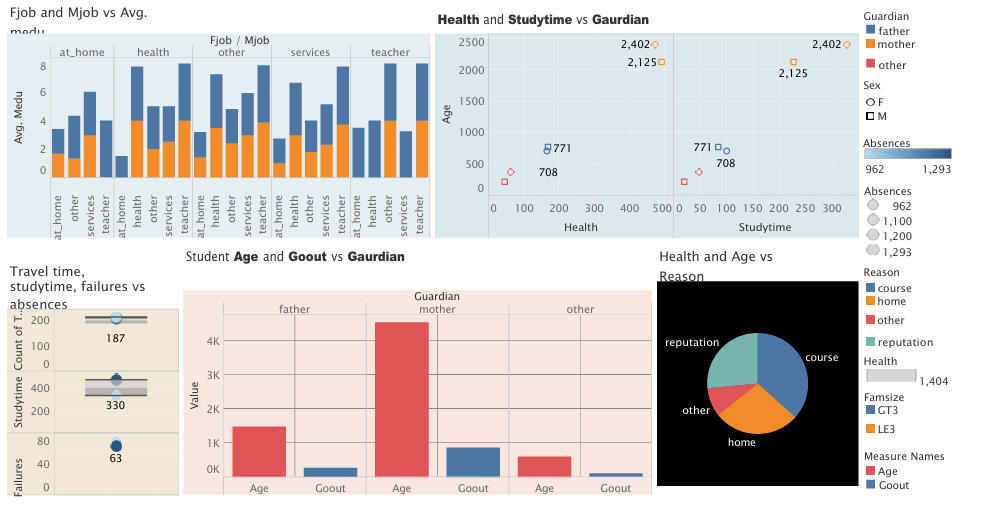 Fjob and Mjob vs Avg.
medu
Fjob / Mjob
at_home health other services teacher
8
6
4
2
0
Avg. Medu
at_home other services teacher at_home health other services teacher at_home health other services teacher at_home health other services teacher at_home health other services teacher
Health and Studytime vs Gaurdian
2500
2000
1500
1000
500
0
Age
2,402
2,125
771
708
2,402
2,125
771
708
0 100 200 300 400 500
0 50 100 150 200 250 300
Health
Studytime
Guardian
father
mother
other
Sex
F
M
Absences
962 1,293
Absences
962
1,100
1,200
1,293
Reason
course
home
other
reputation
Health
1,404
Famsize
GT3
LE3
Measure Names
Age
Goout
Travel time,
studytime, failures vs
absences
Count of T..
200
100
0
187
Studytime
400
200
330
Failures
80
40
0
63
Student Age and Goout vs Gaurdian
Guardian
father mother other
4K
3K
2K
1K
0K
Value
Age Goout Age Goout Age Goout
Health and Age vs
Reason
reputation
course
other
home